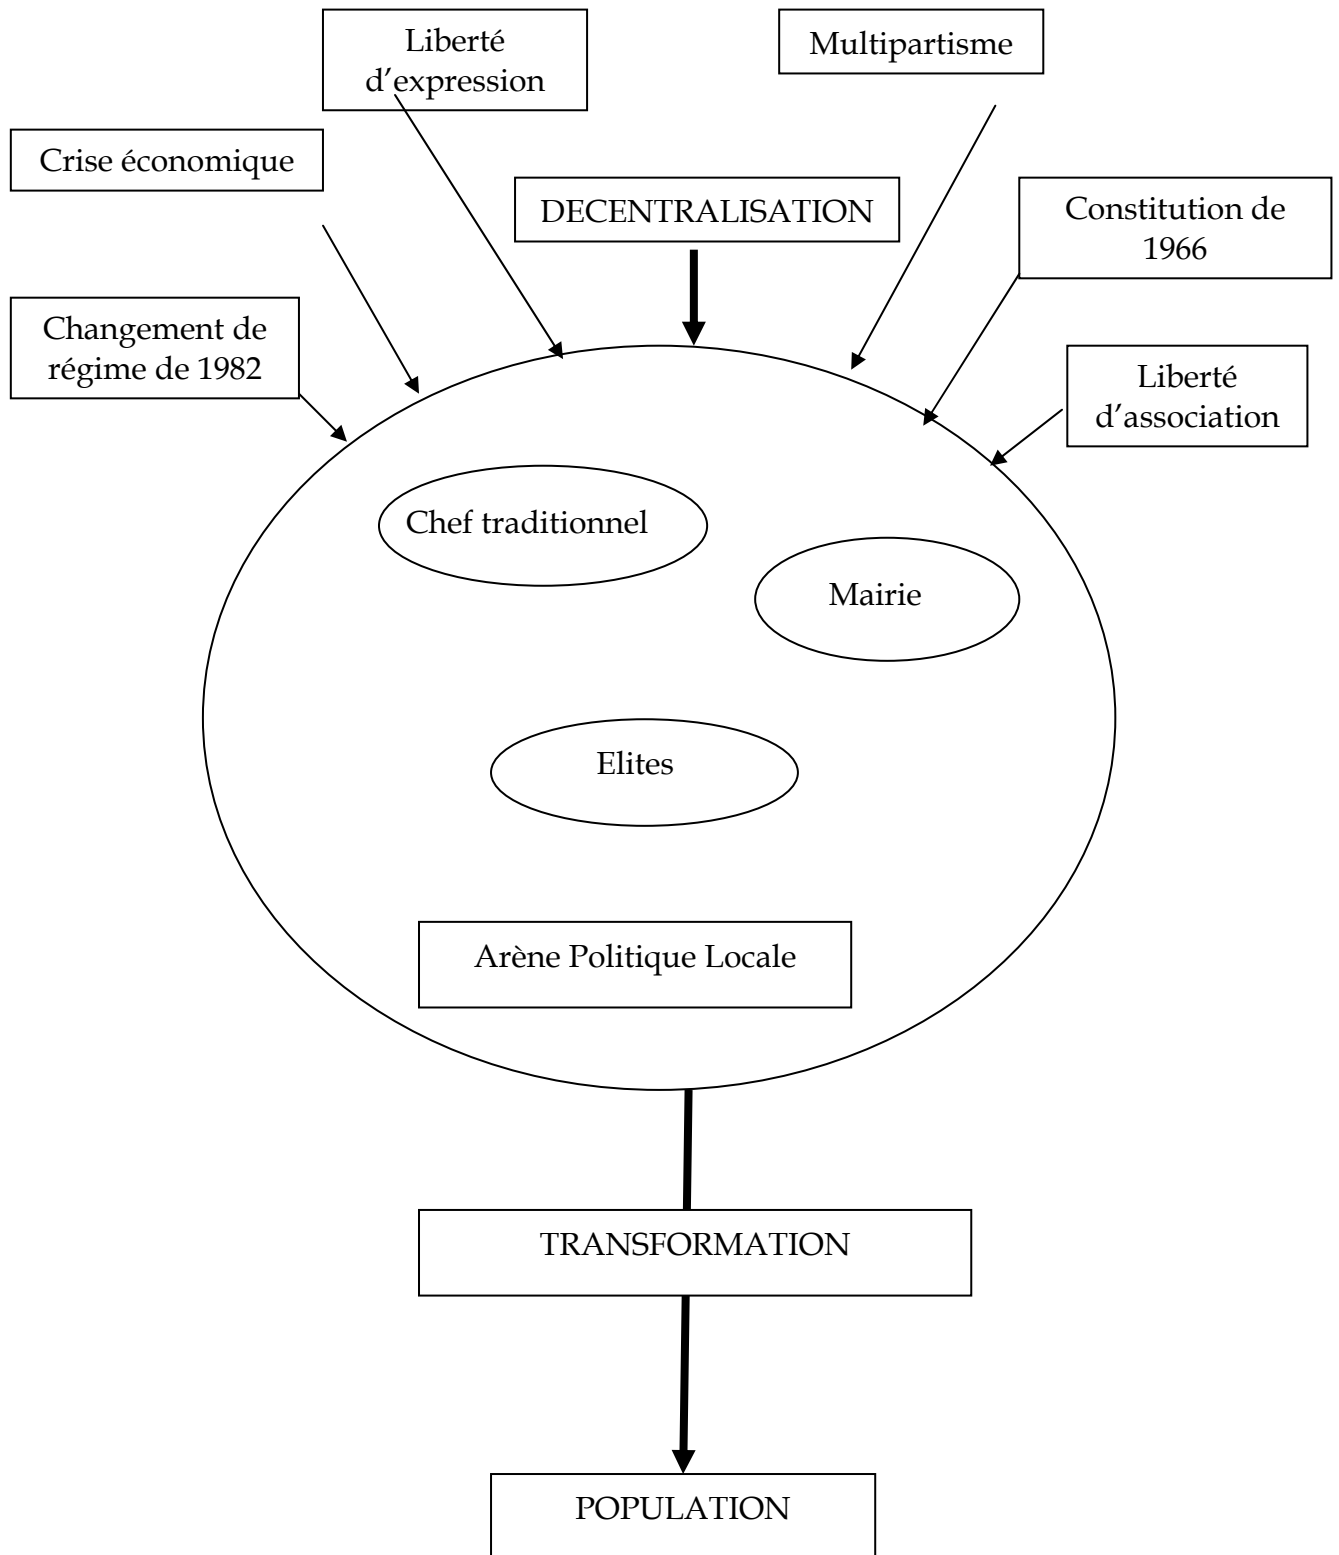 Liberté
d’expression
Multipartisme
Crise économique
DECENTRALISATION
Constitution de
1966
Changement de
régime de 1982
Liberté
d’association
Chef traditionnel
Mairie
Elites
Arène Politique Locale
TRANSFORMATION
POPULATION